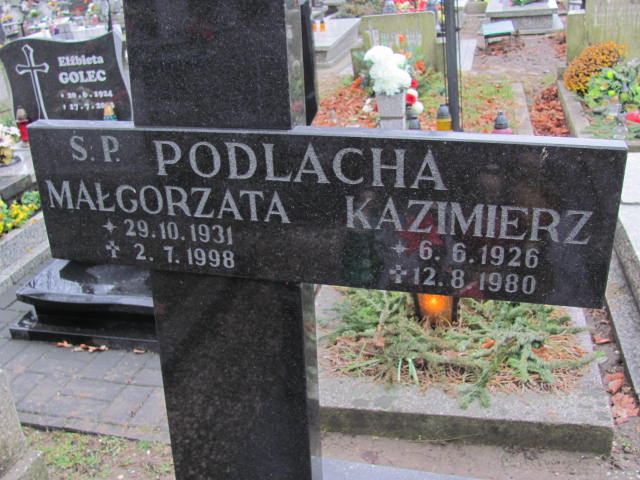 Elżbieta
GOLEC
Ś.P. PODLACHA
MAŁGORZATA
29.10.1931
2.7.1998
KAZIMIERZ
6.6.1926
12.8.1980